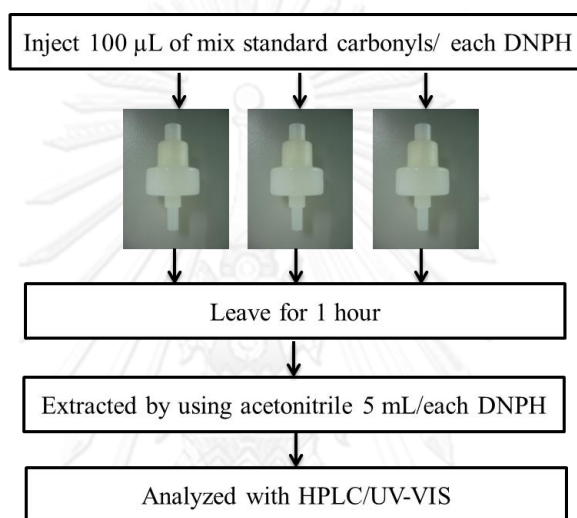 Inject 100 µL of mix standard carbonyls/ each DNPH
Leave for 1 hour
Extracted by using acetonitrile 5 mL/each DNPH
Analyzed with HPLC/UV-VIS